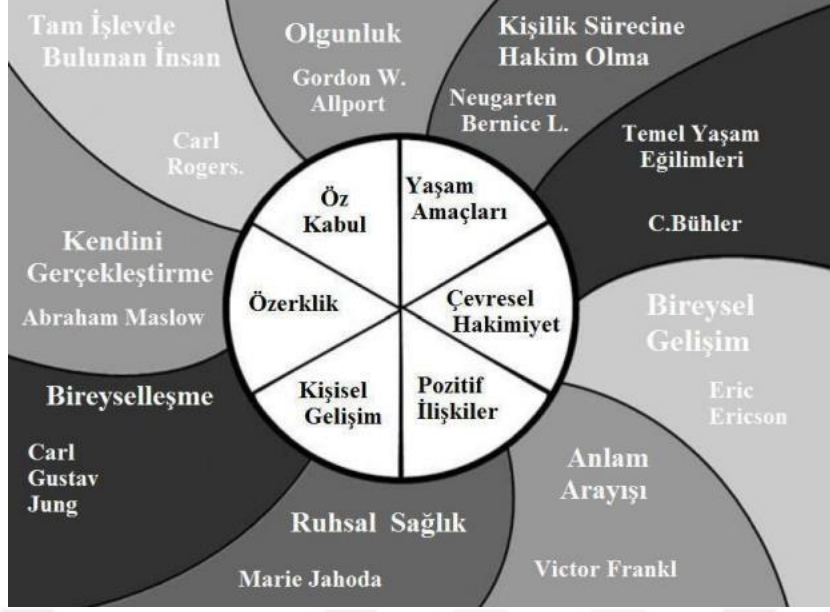 Tam İşlevde
Bulunan İnsan
Carl
Rogers.
Olgunluk
Gordon W.
Allport
Kişilik Sürecine
Hakim Olma
Neugarten
Bernice L.
Temel Yaşam
Eğilimleri
C.Bühler
Bireysel
Gelişim
Eric
Ericson
Anlam
Arayışı
Victor Frankl
Ruhsal Sağlık
Marie Jahoda
Bireyselleşme
Carl
Gustav
Jung
Kendini
Gerçekleştirme
Abraham Maslow
Öz
Kabul
Yaşam
Amaçları
Çevresel
Hakimiyet
Pozitif
İlişkiler
Kişisel
Gelişim
Özerklik